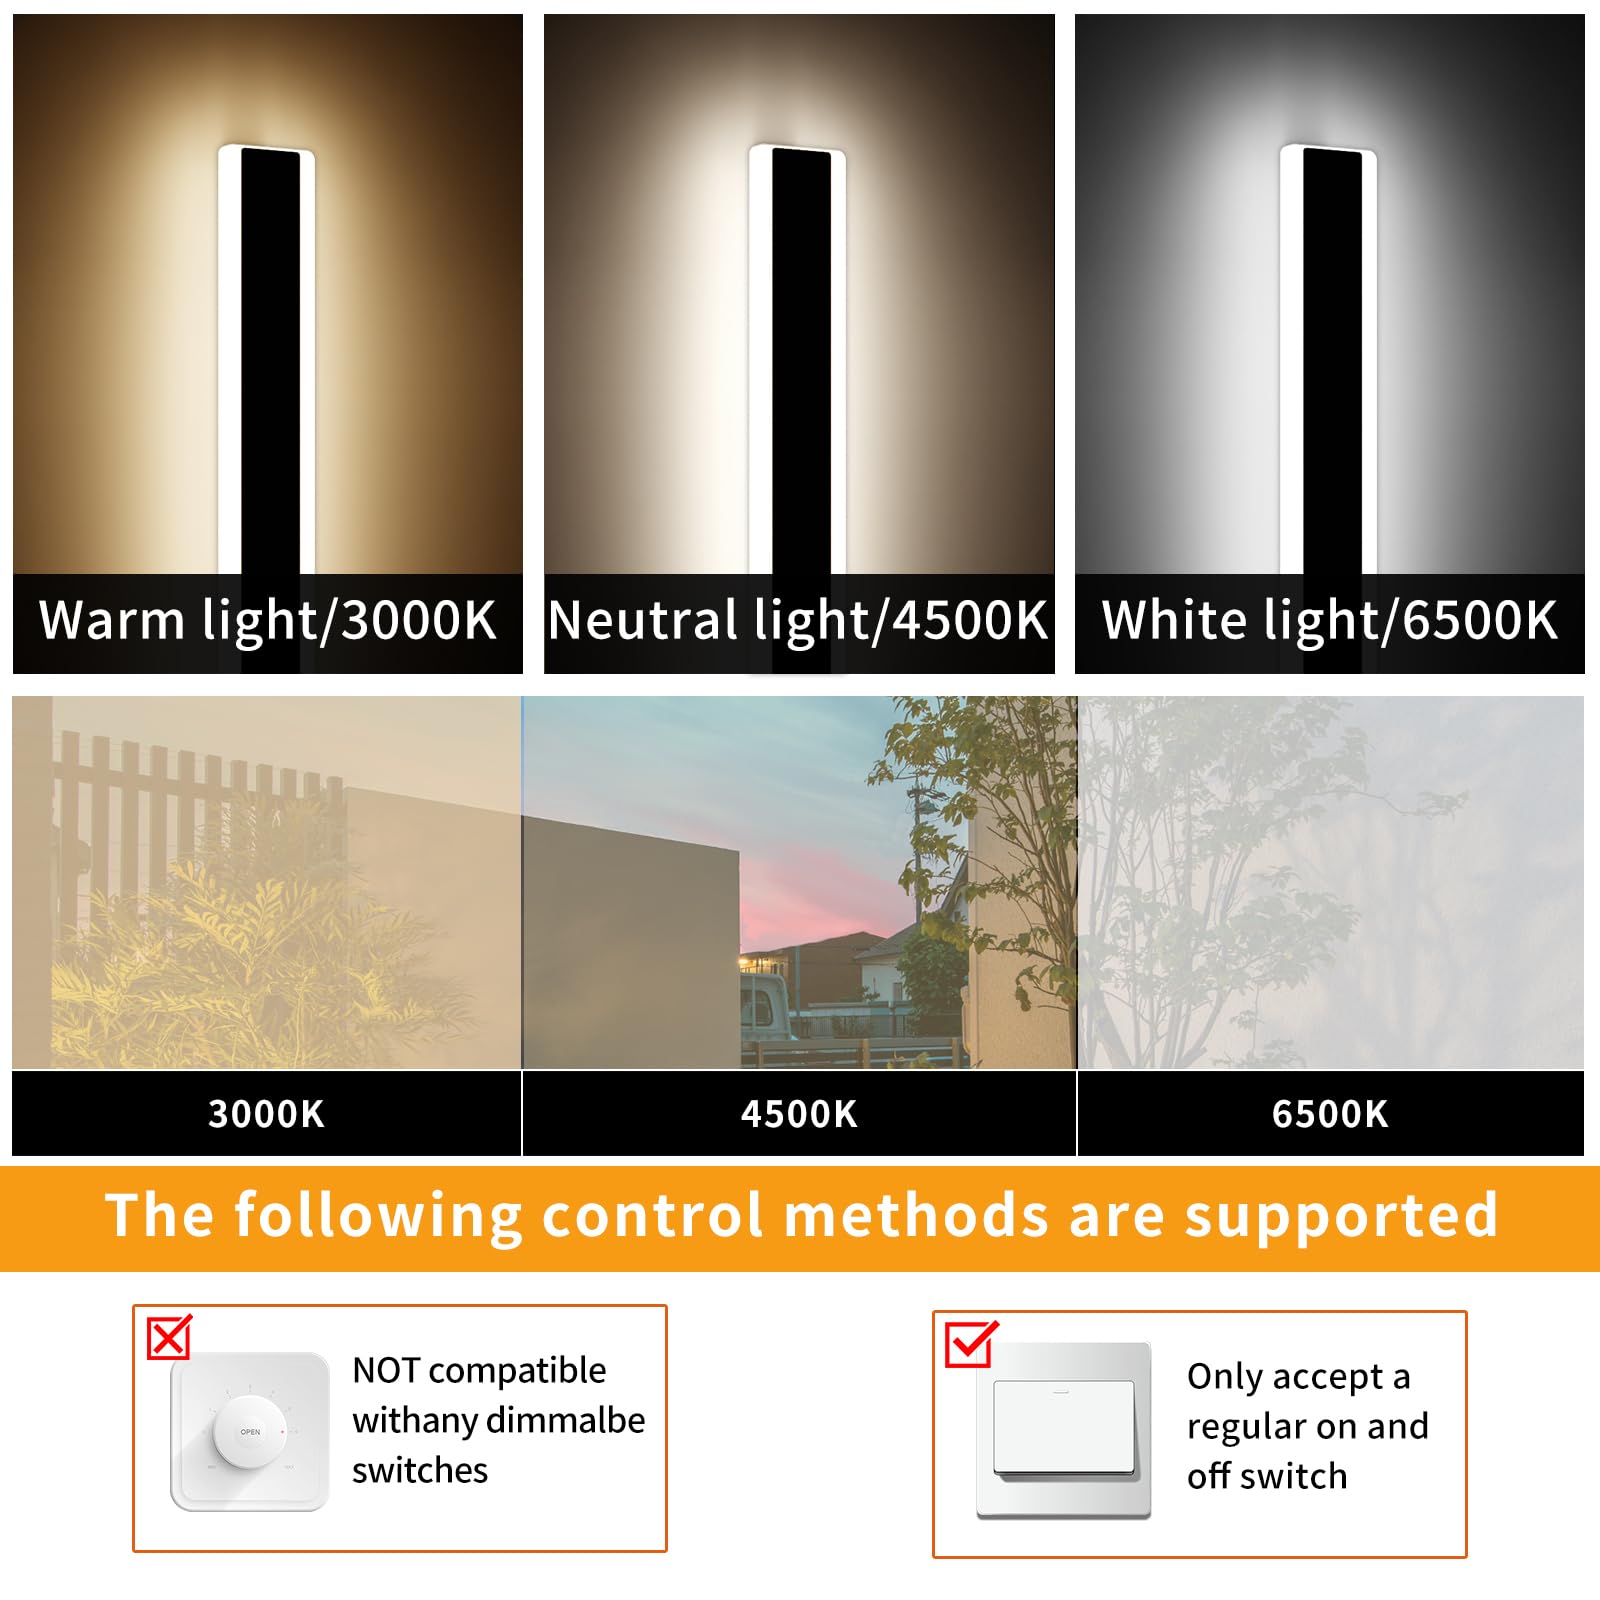 Warm light/3000K
Neutral light/4500K
White light/6500K
3000K
4500K
6500K
The following control methods are supported
NOT compatible
withany dimmalbe
switches
OPEN
Only accept a
regular on and
off switch